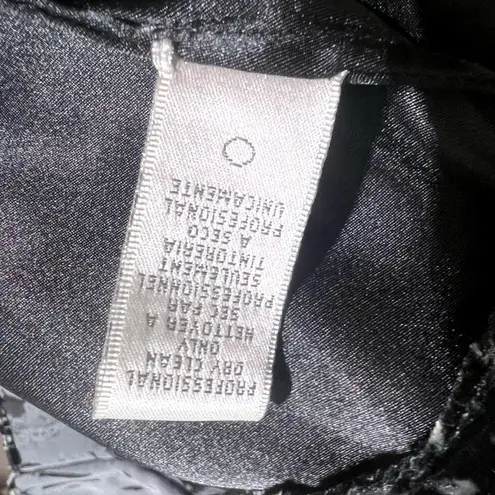 PROFESSIONAL
DRY CLEAN
ONLY
NETTOYER A
SEC PAR
PROFESSIONNEL
SEULEMENT
TINTORERIA
A SECO
PROFESIONAL
UNICAMENTE